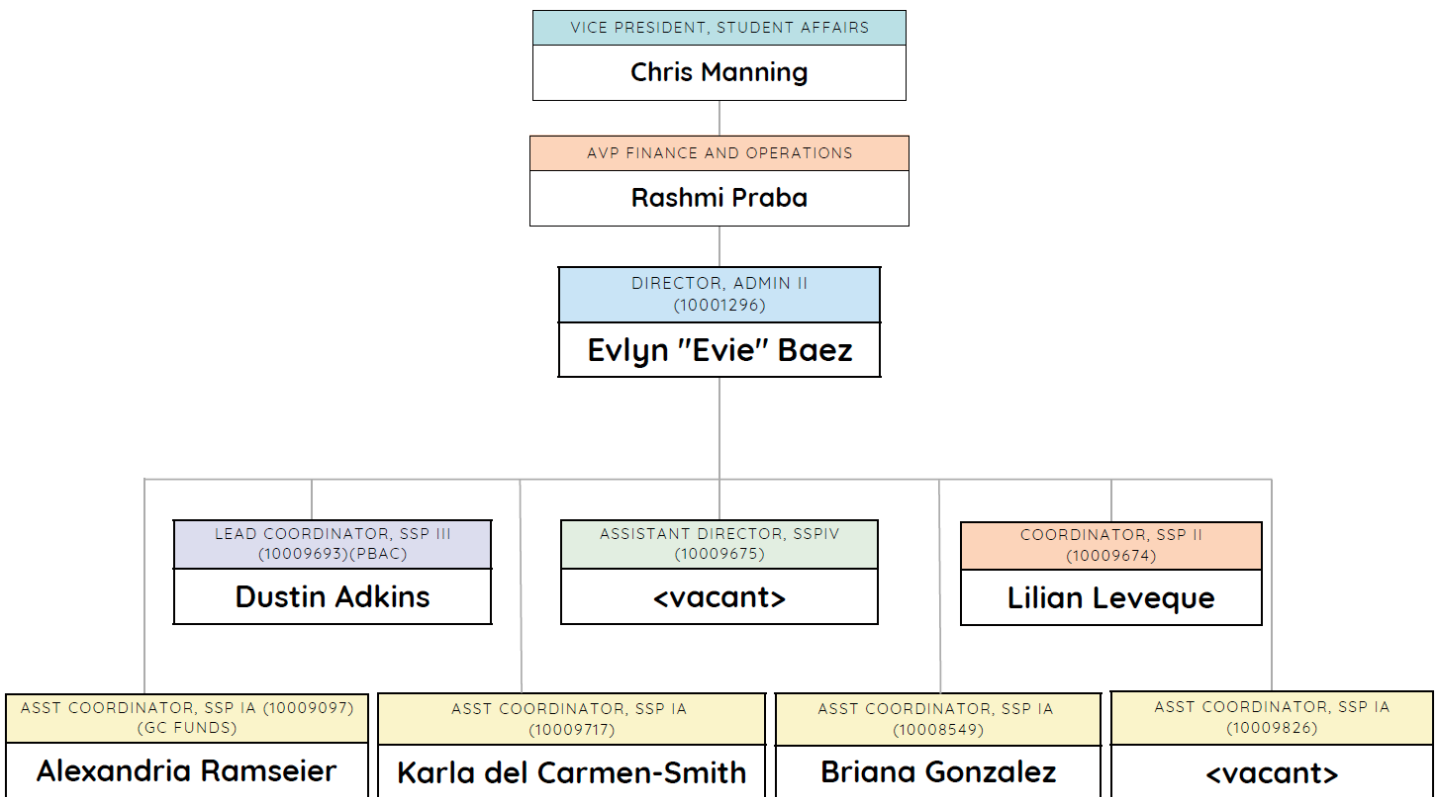 VICE PRESIDENT, STUDENT AFFAIRS
Chris Manning
AVP FINANCE AND OPERATIONS
Rashmi Praba
DIRECTOR, ADMIN II
(10001296)
Evlyn "Evie" Baez
LEAD COORDINATOR, SSP III
(10009693)(PBAC)
Dustin Adkins
ASSISTANT DIRECTOR, SSPIV
(10009675)
<vacant>
COORDINATOR, SSP II
(10009674)
Lilian Leveque
ASST COORDINATOR, SSP IA (10009097)
(GC FUNDS)
Alexandria Ramseier
ASST COORDINATOR, SSP IA
(10009717)
Karla del Carmen-Smith
ASST COORDINATOR, SSP IA
(10008549)
Briana Gonzalez
ASST COORDINATOR, SSP IA
(10009826)
<vacant>